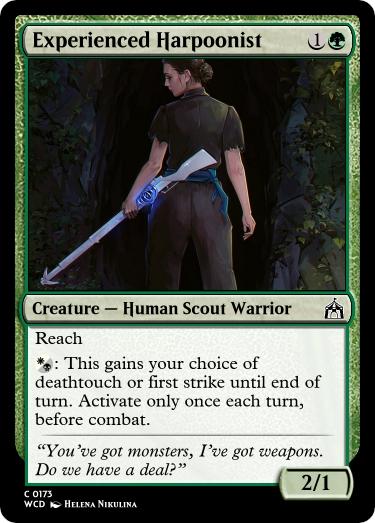 Experienced Harpoonist 1
Creature — Human Scout Warrior
Reach
: This gains your choice of
deathtouch or first strike until end of
turn. Activate only once each turn,
before combat.
“You’ve got monsters, I’ve got weapons.
Do we have a deal?”
2/1
C 0173
WCD Helena Nikulina